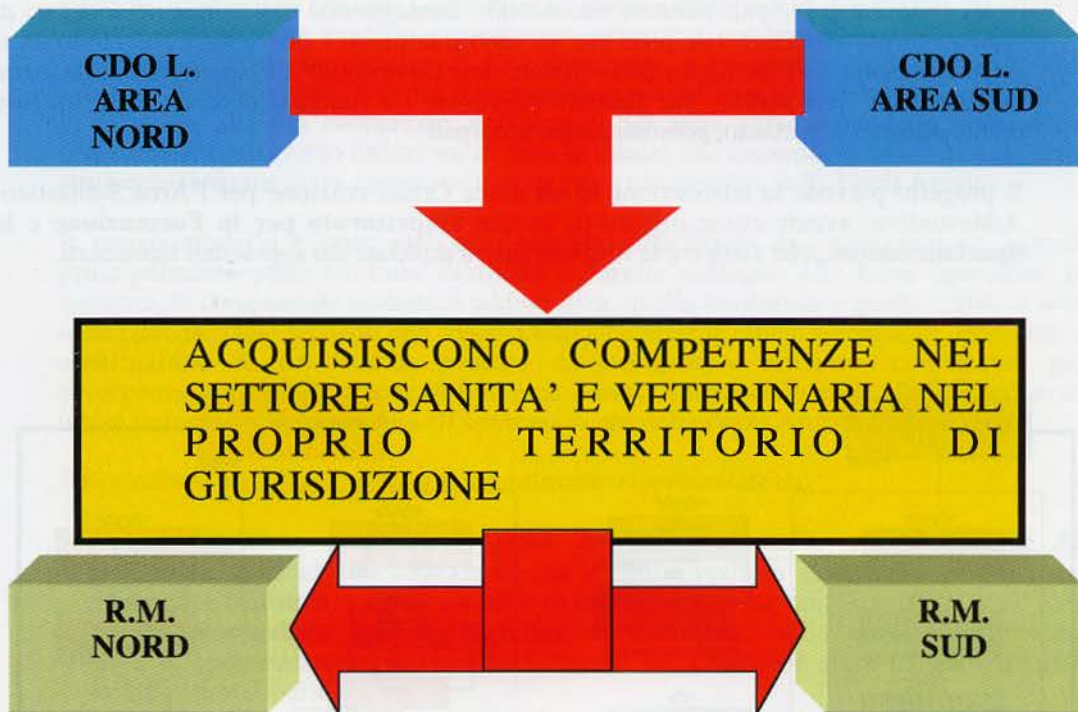 CDO L.
AREA
NORD
CDO L.
AREA SUD
ACQUISISCONO COMPETENZE NEL
SETTORE SANITA' E VETERINARIA NEL
PROPRIO TERRITORIO DI
GIURISDIZIONE
R.M.
NORD
R.M.
SUD